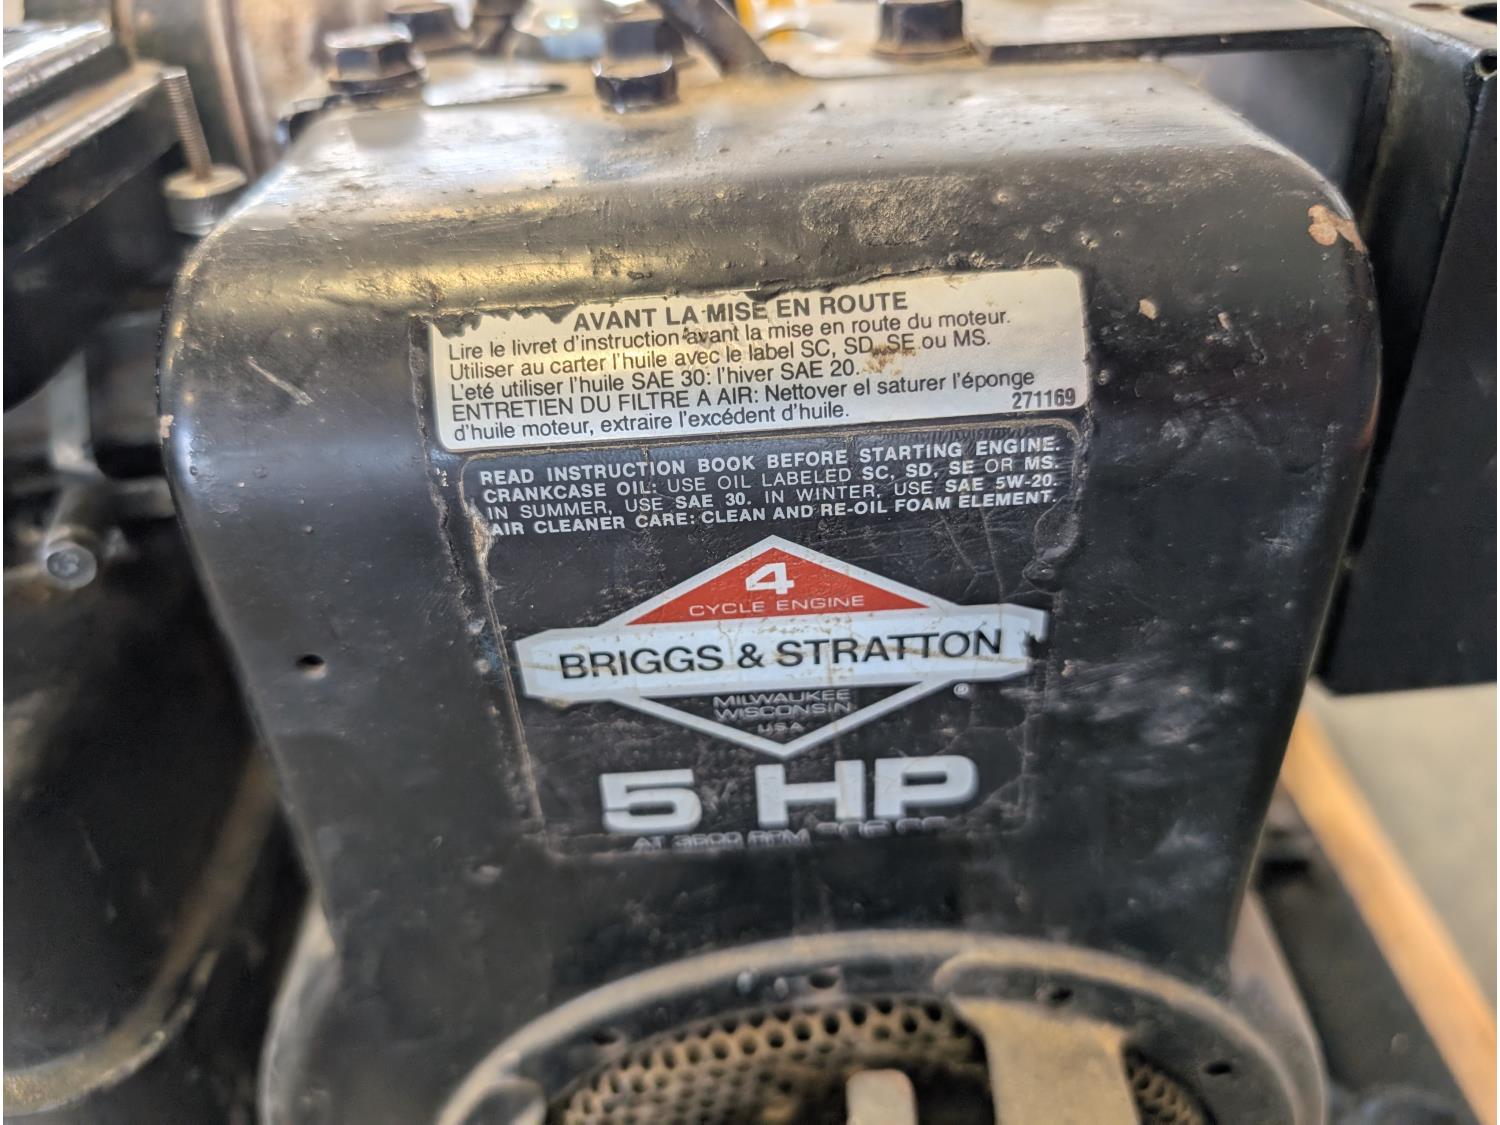 AVANT LA MISE EN ROUTE
Lire le livret d'instruction avant la mise en route du moteur.
Utiliser au carter l'huile avec le label SC, SD, SE ou MS.
L'eté utiliser l'huile SAE 30: l'hiver SAE 20.
ENTRETIEN DU FILTRE A AIR: Nettover el saturer l'éponge
d'huile moteur, extraire l'excédent d'huile.
271169
READ INSTRUCTION BOOK BEFORE STARTING ENGINE.
CRANKCASE OIL: USE OIL LABELED SC, SD, SE OR MS.
IN SUMMER, USE SAE 30. IN WINTER, USE SAE 5W-20.
AIR CLEANER CARE: CLEAN AND RE-OIL FOAM ELEMENT.
4
CYCLE ENGINE
BRIGGS & STRATTON
®
MILWAUKEE
WISCONSIN
USA
5 HP
AT 3600 RPM